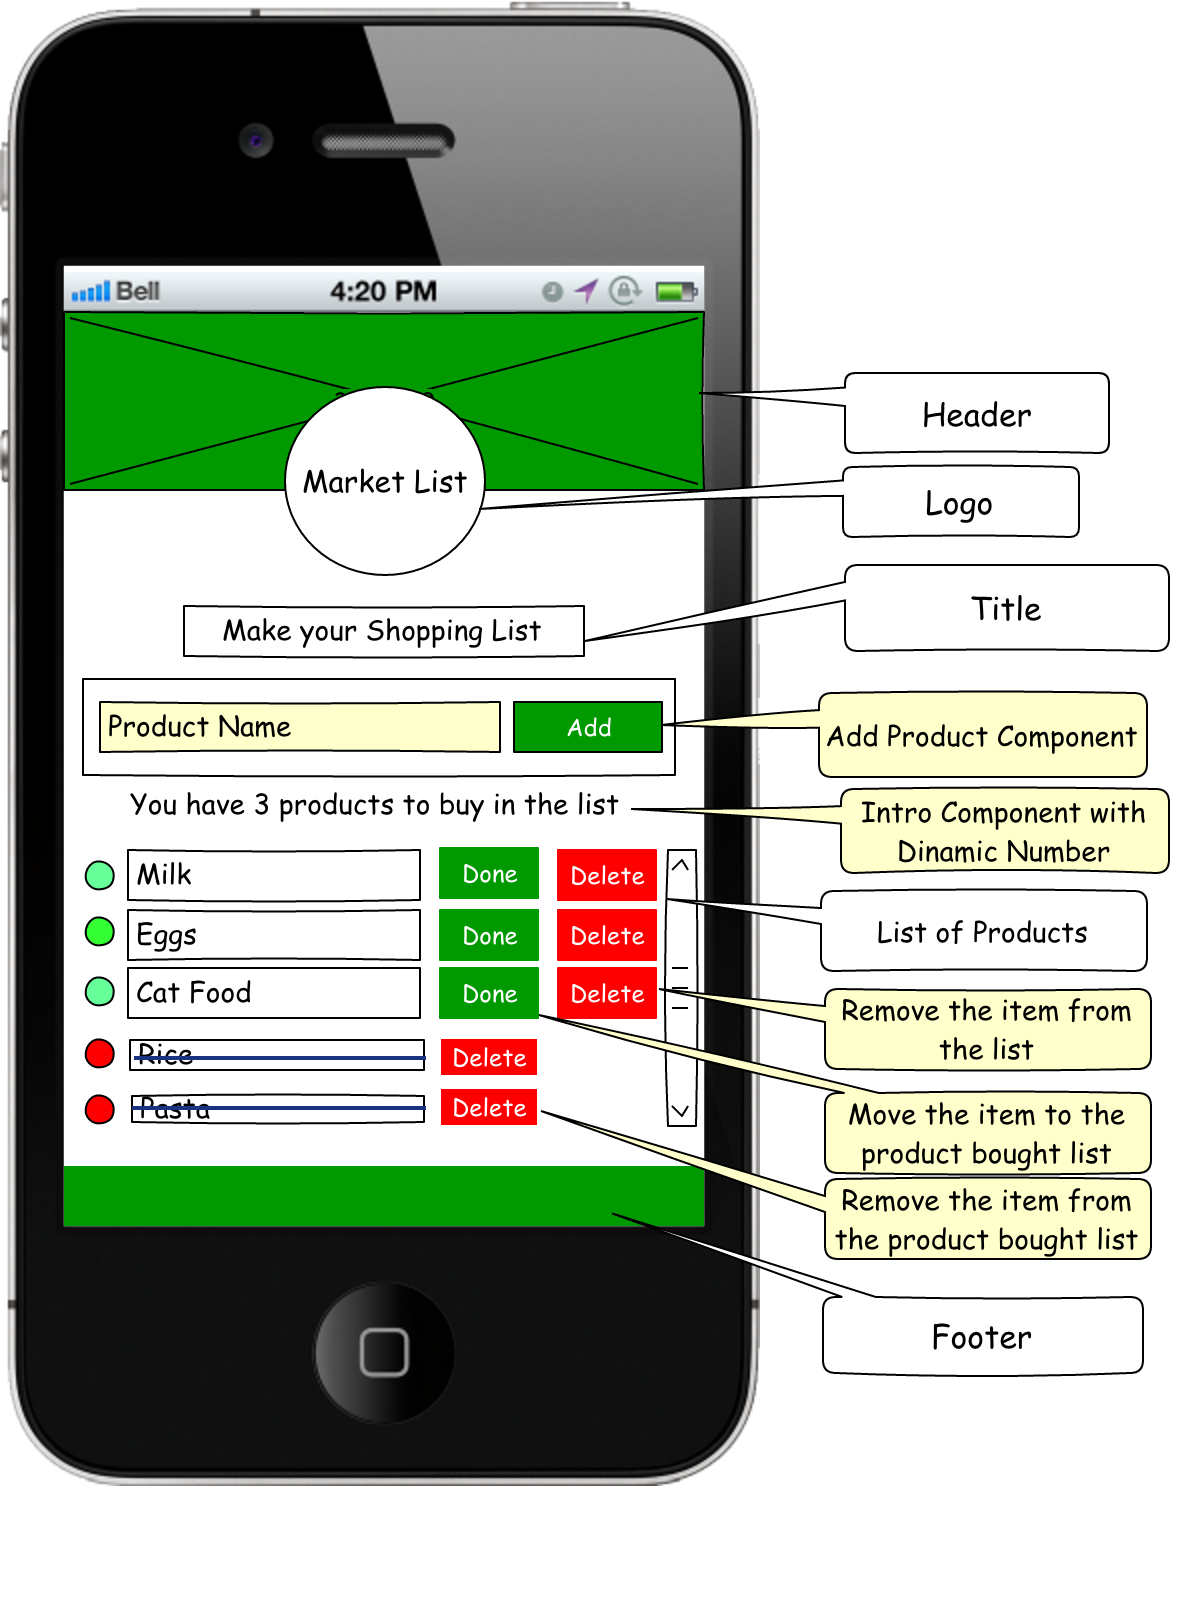 Bell 4:20 PM
Market List
Header
Logo
Make your Shopping List
Title
Product Name Add
Add Product Component
You have 3 products to buy in the list
Intro Component with
Dinamic Number
Milk Done Delete
Eggs Done Delete
List of Products
Cat Food Done Delete
Remove the item from
the list
Rice Delete
Pasta Delete
Move the item to the
product bought list
Remove the item from
the product bought list
Footer